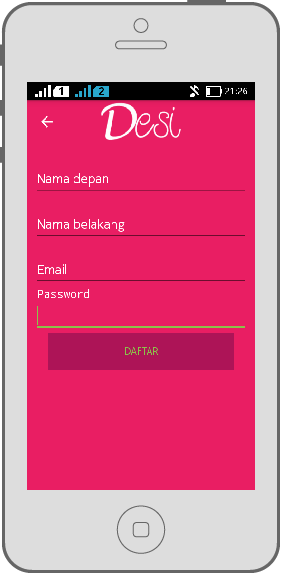 1 2 21:26
Desi
Nama depan
Nama belakang
Email
Password
DAFTAR